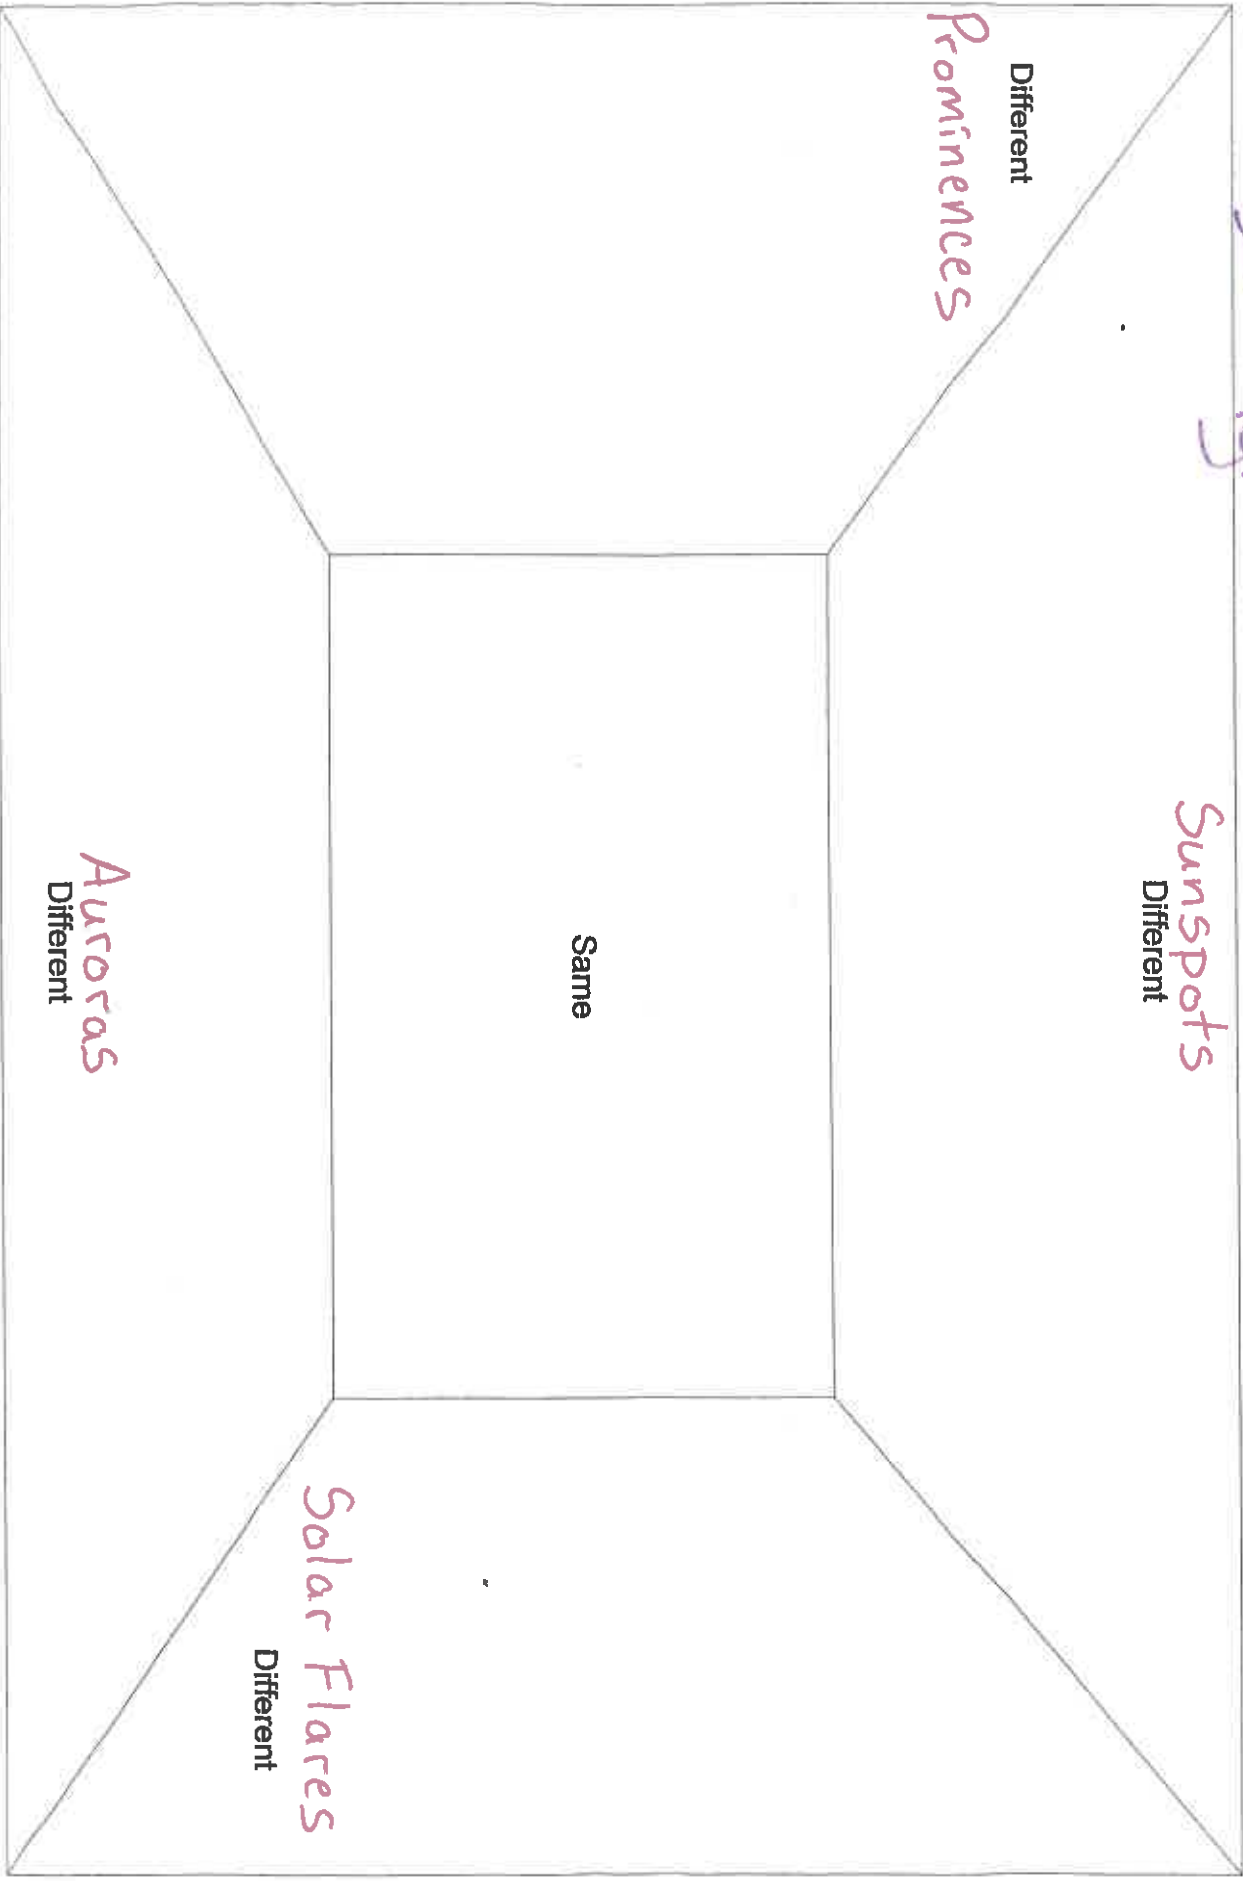 Sunspots
Different
Different
Prominences
Same
Solar Flares
Different
Auroras
Different